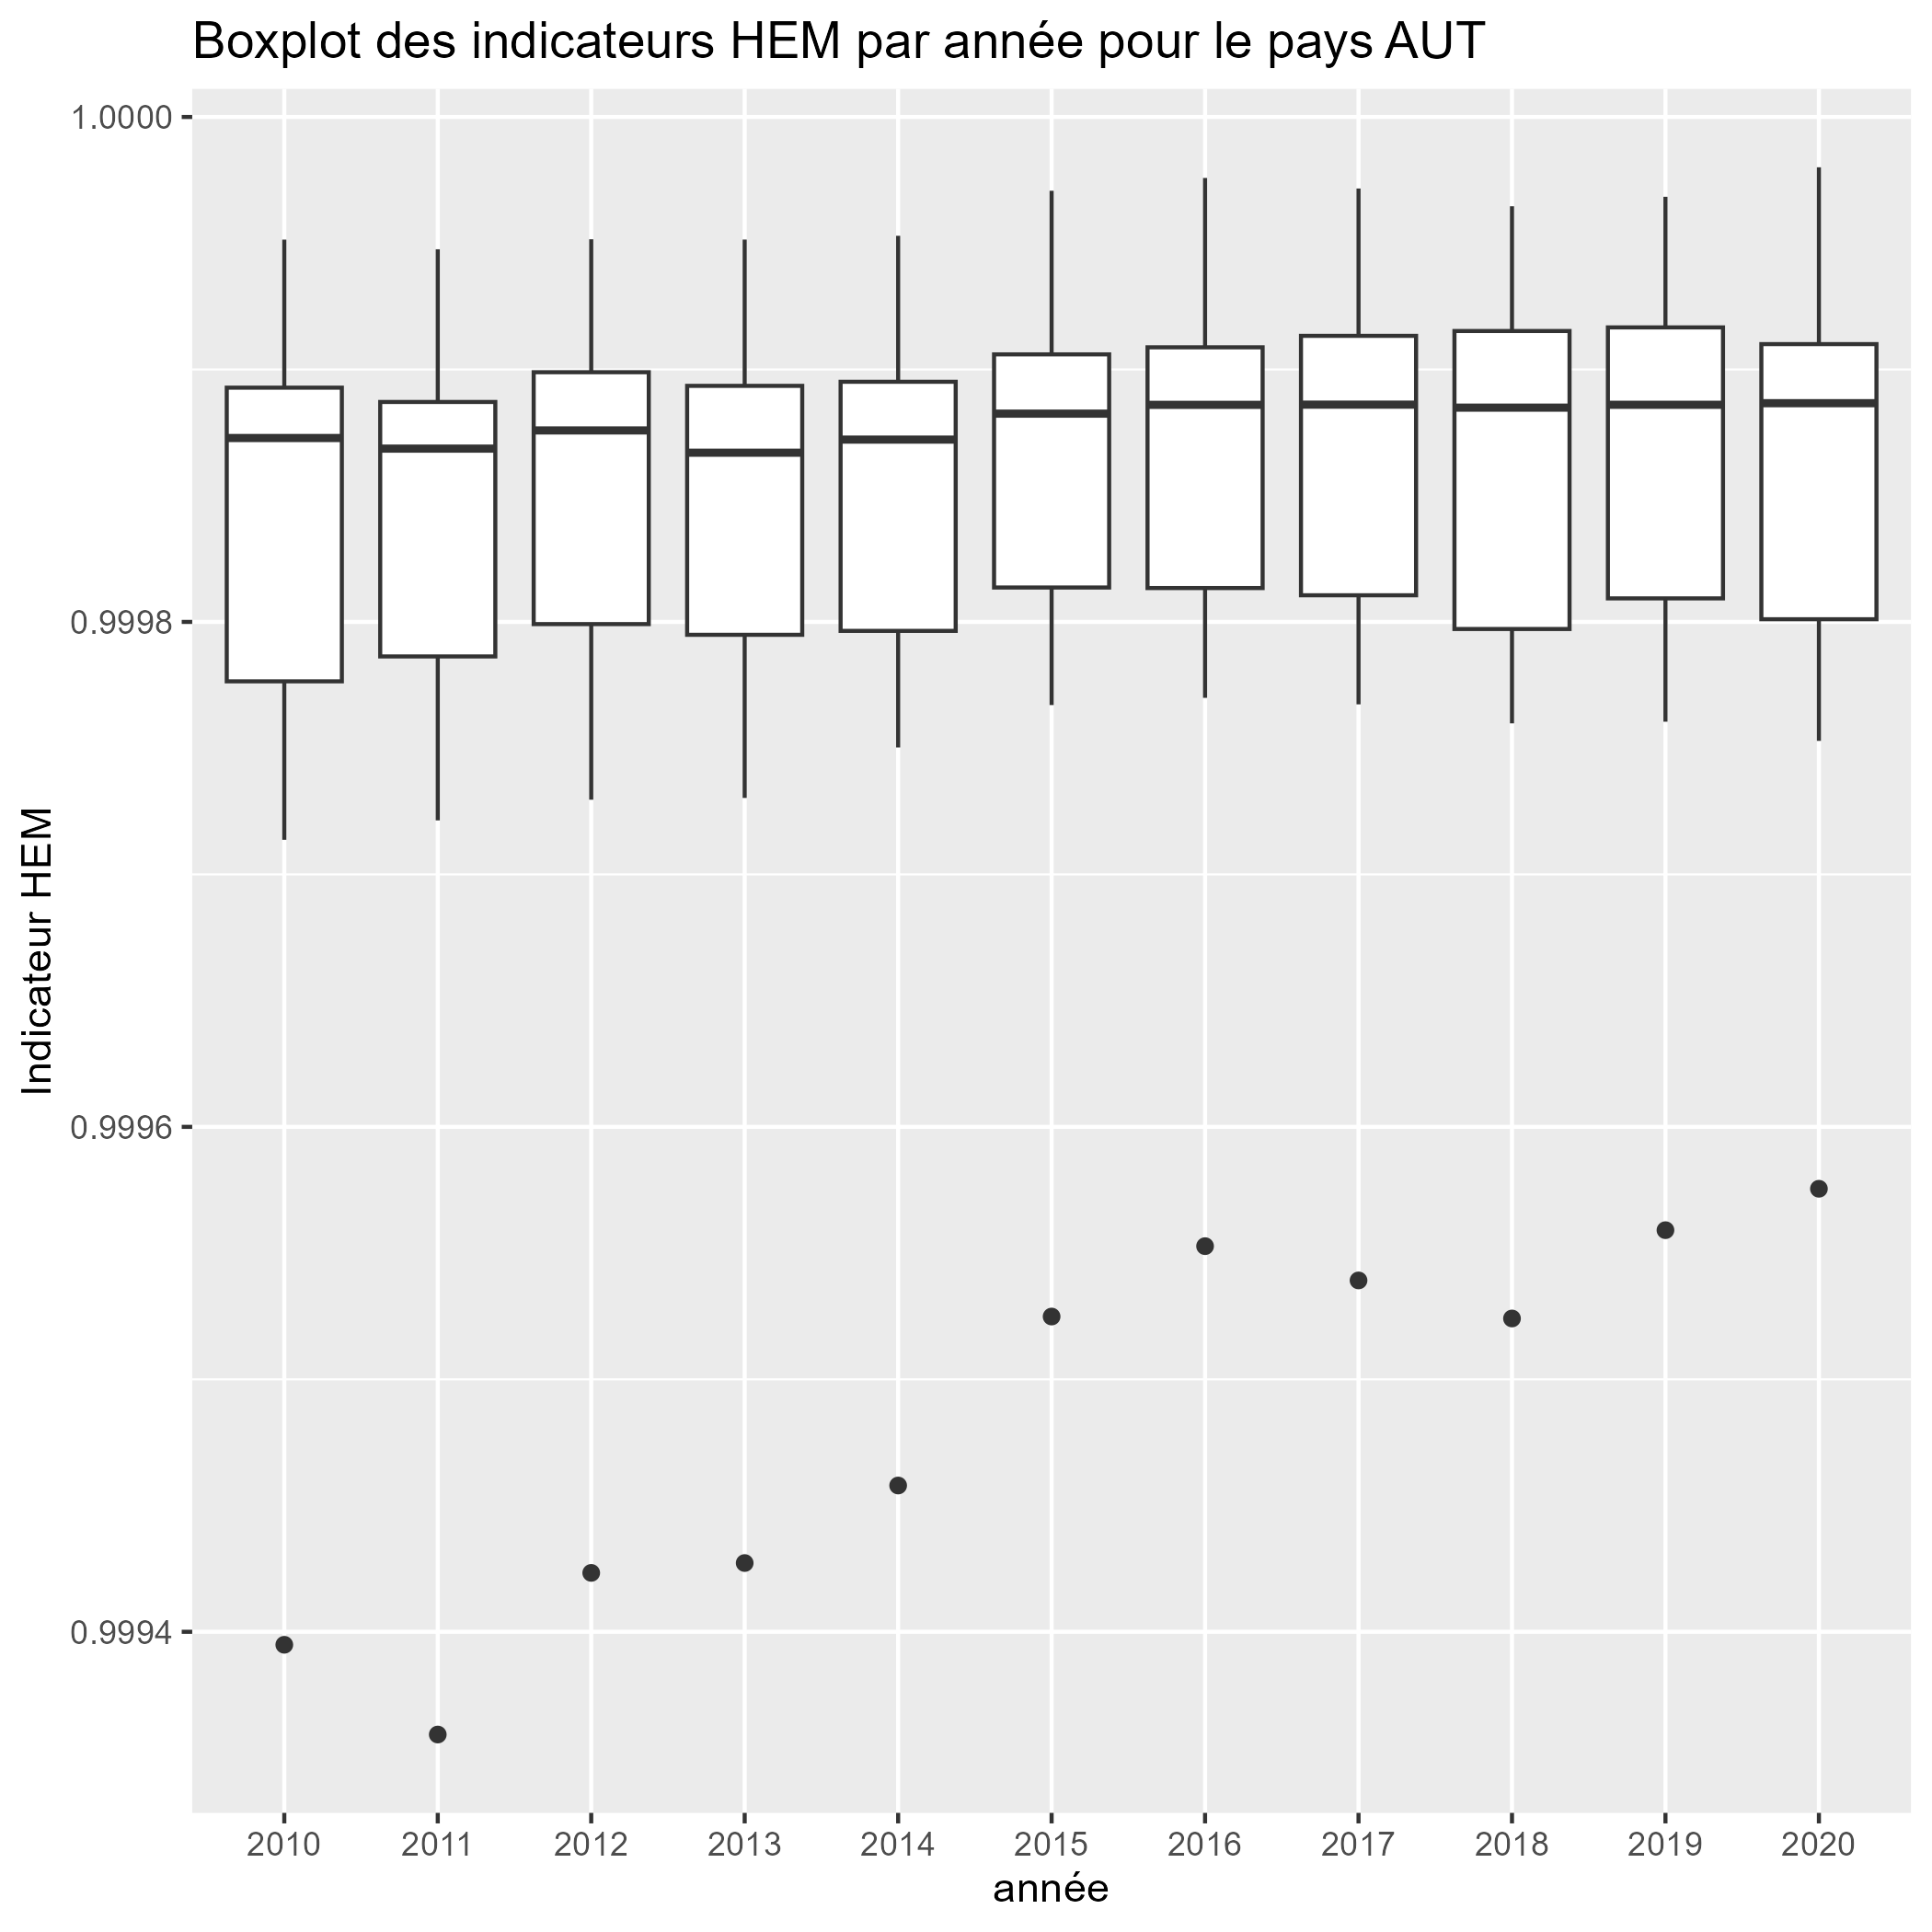 Boxplot des indicateurs HEM par année pour le pays AUT
1.0000
0.9998
0.9996
0.9994
Indicateur HEM
2010 2011 2012 2013 2014 2015 2016 2017 2018 2019 2020
année